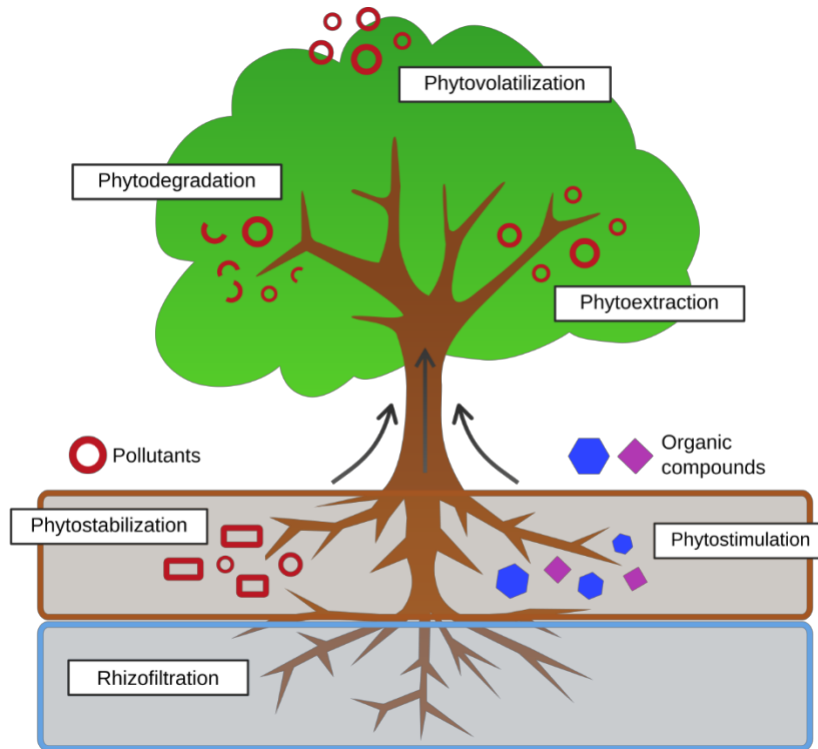 Phytovolatilization
Phytodegradation
Phytoextraction
Pollutants
Organic
compounds
Phytostabilization
Phytostimulation
Rhizofiltration